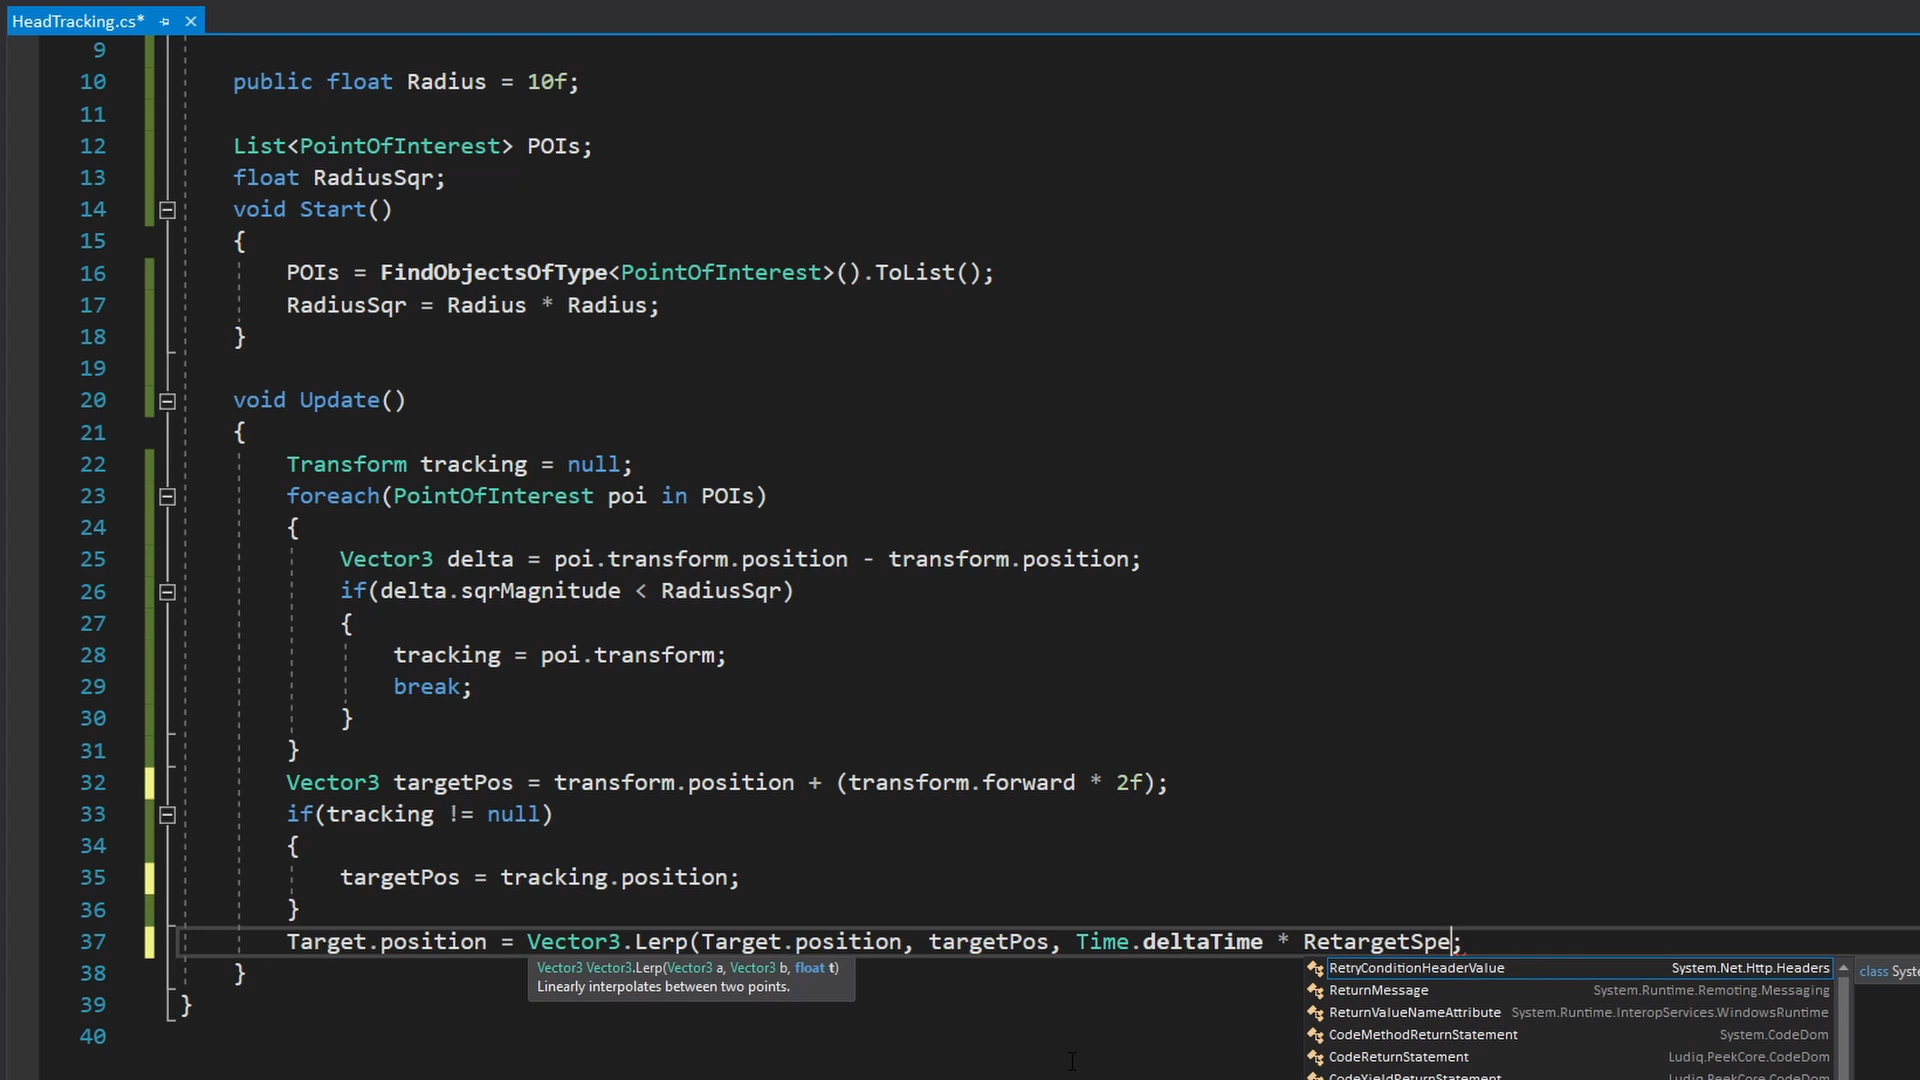 HeadTracking.cs*
9
10 public float Radius = 10f;
11
12 List<PointOfInterest> POIs;
13 float RadiusSqr;
14 void Start()
15 {
16 POIs = FindObjectsOfType<PointOfInterest>().ToList();
17 RadiusSqr = Radius * Radius;
18 }
19
20 void Update()
21 {
22 Transform tracking = null;
23 foreach(PointOfInterest poi in POIs)
24 {
25 Vector3 delta = poi.transform.position - transform.position;
26 if(delta.sqrMagnitude < RadiusSqr)
27 {
28 tracking = poi.transform;
29 break;
30 }
31 }
32 Vector3 targetPos = transform.position + (transform.forward * 2f);
33 if(tracking != null)
34 {
35 targetPos = tracking.position;
36 }
37 Target.position = Vector3.Lerp(Target.position, targetPos, Time.deltaTime * RetargetSpe;
Vector3 Vector3.Lerp(Vector3 a, Vector3 b, float t)
Linearly interpolates between two points.
RetryConditionHeaderValue System.Net.Http.Headers
class Syste
ReturnMessage System.Runtime.Remoting.Messaging
ReturnValueNameAttribute System.Runtime.InteropServices.WindowsRuntime
CodeMethodReturnStatement System.CodeDom
CodeReturnStatement Ludiq.PeekCore.CodeDom
CodeYieldReturnStatement Ludiq.PeekCore.CodeDom
38 }
39 }
40